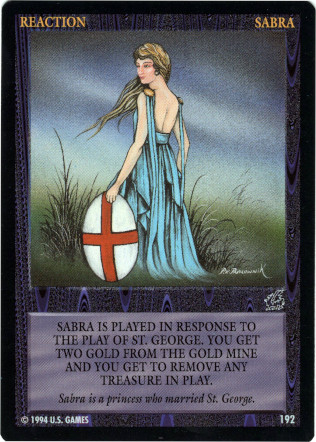 REACTION SABRA
SABRA IS PLAYED IN RESPONSE TO
THE PLAY OF ST. GEORGE. YOU GET
TWO GOLD FROM THE GOLD MINE
AND YOU GET TO REMOVE ANY
TREASURE IN PLAY.
Sabra is a princess who married St. George.
© 1994 U.S. GAMES 192